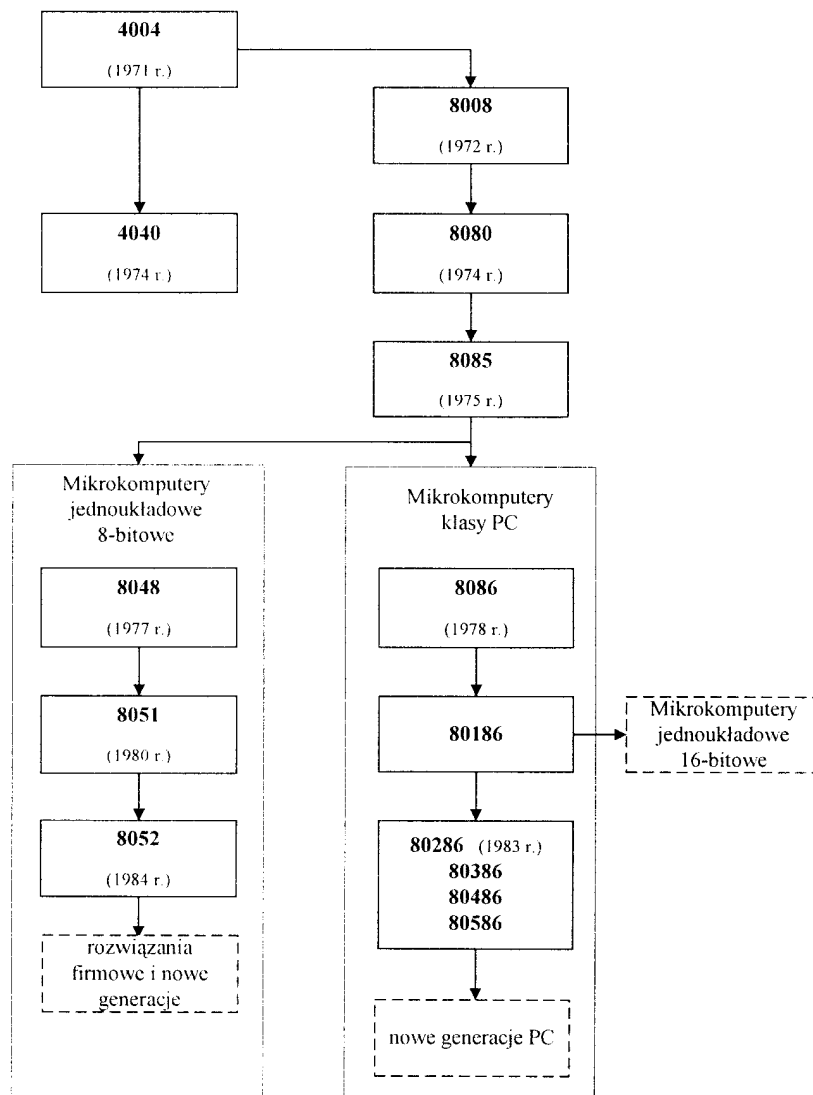 4004
(1971 r.)
8008
(1972 r.)
4040
(1974 r.)
8080
(1974 r.)
8085
(1975 r.)
Mikrokomputery
jednoukładowe
8-bitowe
8048
(1977 r.)
8051
(1980 r.)
8052
(1984 r.)
rozwiązania
firmowe i nowe
generacje
Mikrokomputery
klasy PC
8086
(1978 r.)
80186
80286 (1983 r.)
80386
80486
80586
nowe generacje PC
Mikrokomputery
jednoukładowe
16-bitowe